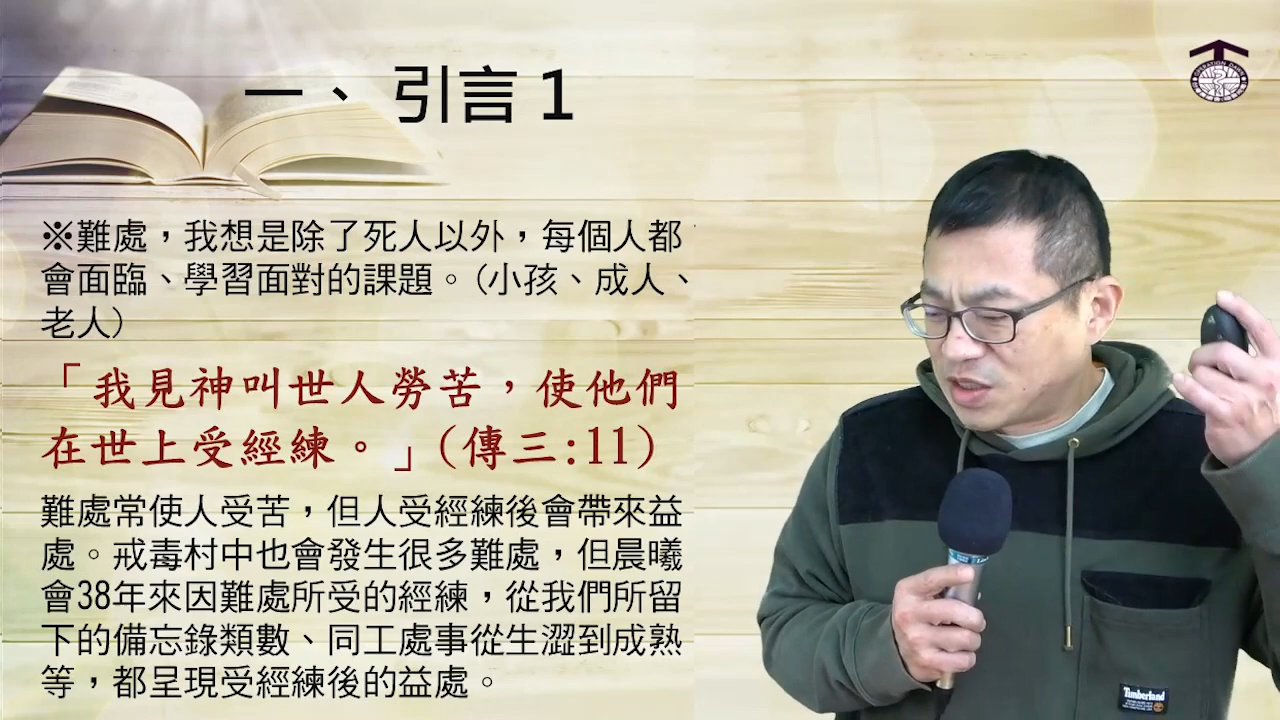 一、 引言 1
※難處，我想是除了死人以外，每個人都
會面臨、學習面對的課題。(小孩、成人、
老人)
「我見神叫世人勞苦，使他們
在世上受經練。」(傳三:11)
難處常使人受苦，但人受經練後會帶來益
處。戒毒村中也會發生很多難處，但晨曦
會38年來因難處所受的經練，從我們所留
下的備忘錄類數、同工處事從生澀到成熟
等，都呈現受經練後的益處。
OPERATION DAWN
Timberland